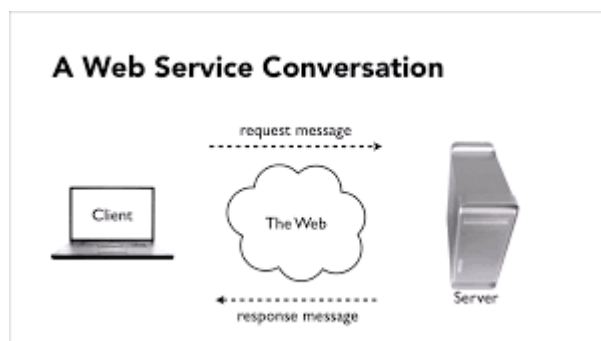 A Web Service Conversation
request message
Client
The Web
Server
response message